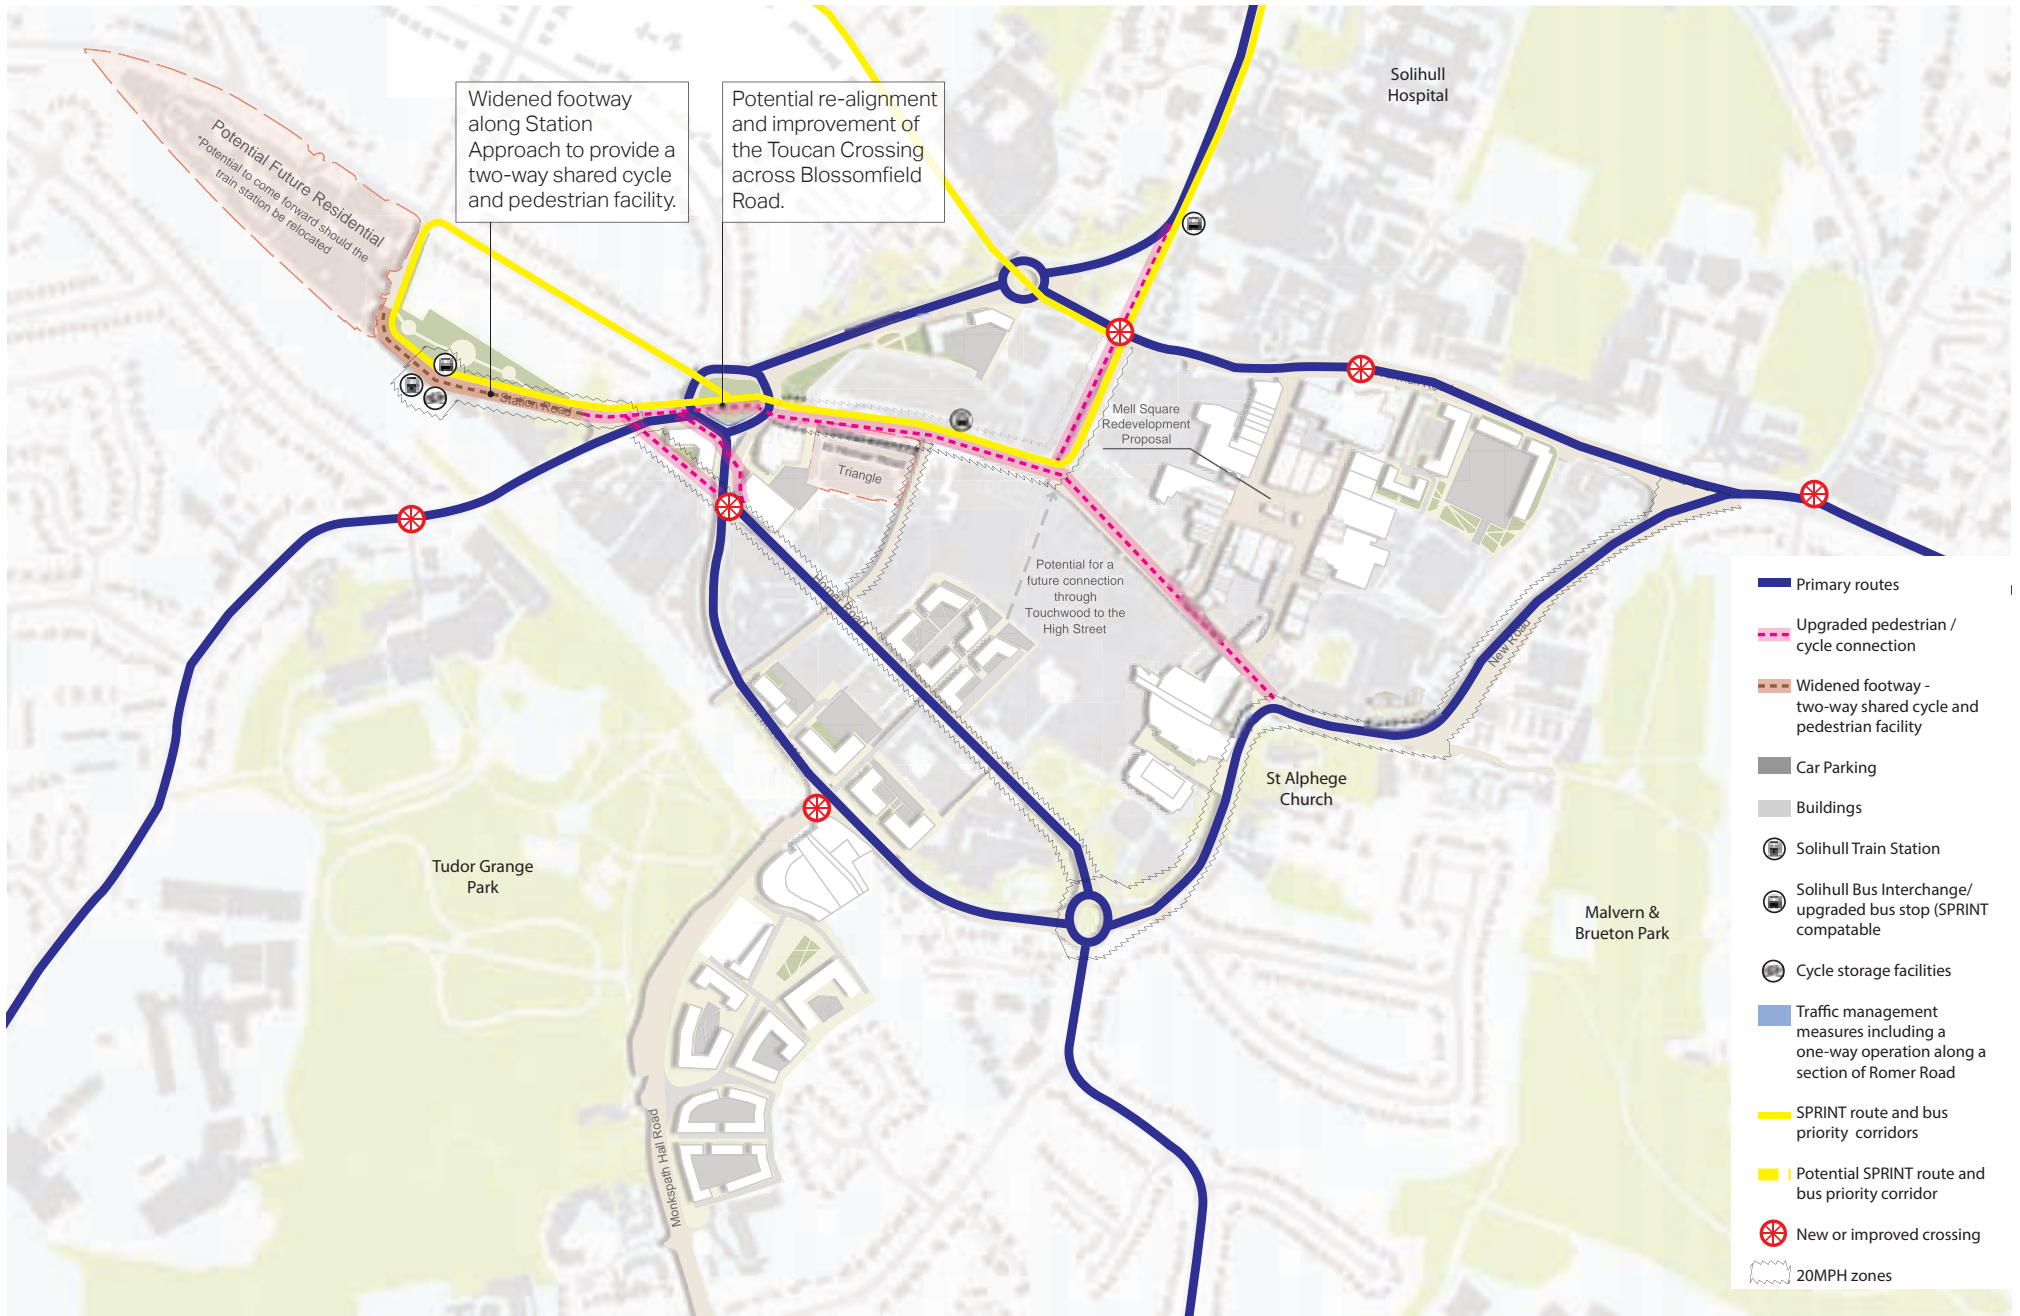 Solihull
Hospital
Widened footway
along Station
Approach to provide a
two-way shared cycle
and pedestrian facility.
Potential re-alignment
and improvement of
the Toucan Crossing
across Blossomfield
Road.
Potential Future Residential
*Potential to come forward should the
train station be relocated
Station Road
Mell Square
Redevelopment
Proposal
Triangle
Potential for a
future connection
through
Touchwood to the
High Street
Homer Road
New Road
St Alphege
Church
Tudor Grange
Park
Malvern &
Brueton Park
Monkspath Hall Road
Primary routes
Upgraded pedestrian /
cycle connection
Widened footway -
two-way shared cycle and
pedestrian facility
Car Parking
Buildings
Solihull Train Station
Solihull Bus Interchange/
upgraded bus stop (SPRINT
compatable
Cycle storage facilities
Traffic management
measures including a
one-way operation along a
section of Romer Road
SPRINT route and bus
priority corridors
Potential SPRINT route and
bus priority corridor
New or improved crossing
20MPH zones